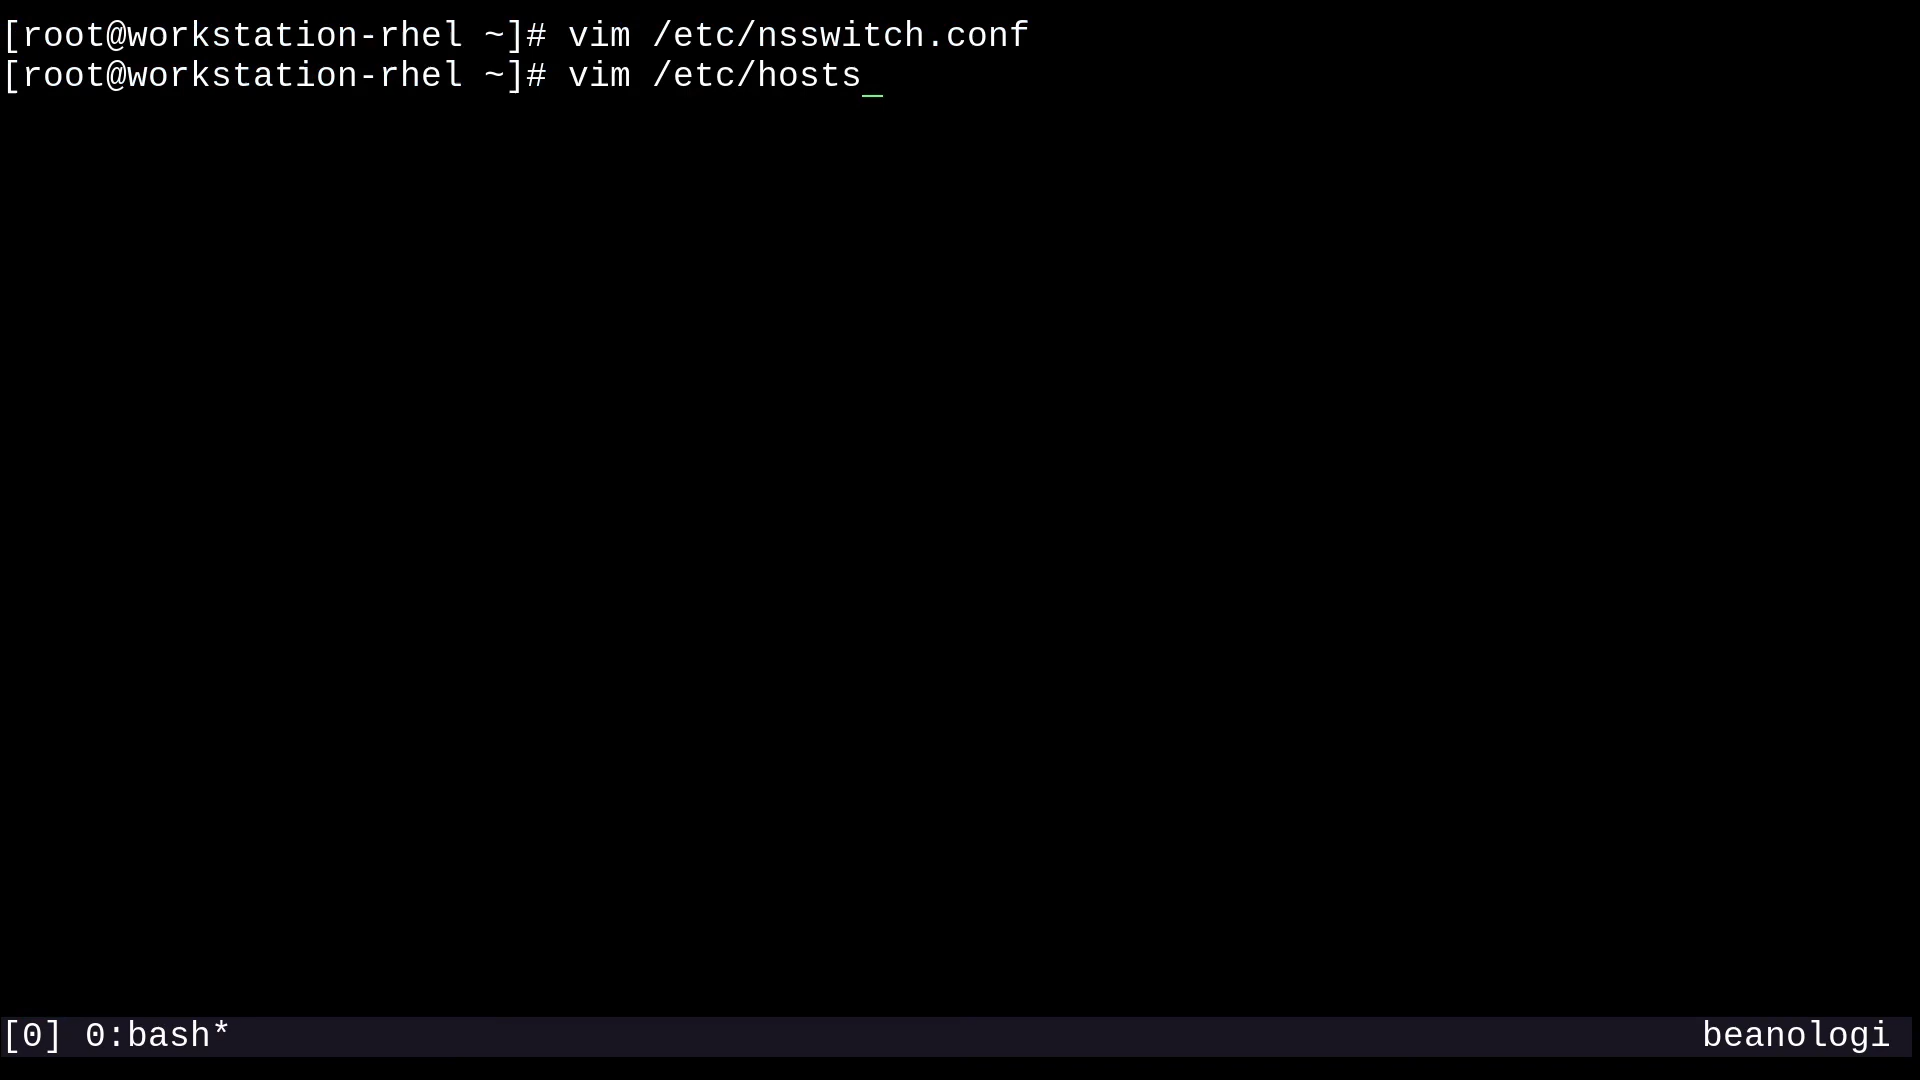 [root@workstation-rhel ~]# vim /etc/nsswitch.conf
[root@workstation-rhel ~]# vim /etc/hosts
[0] 0:bash* beanologi